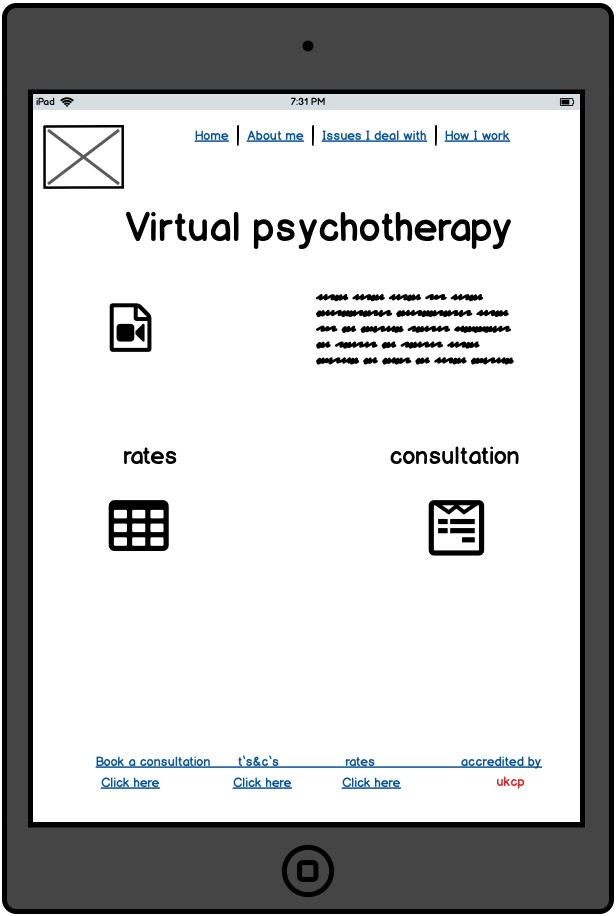 iPad 7:31 PM
Home About me Issues I deal with How I work
Virtual psychotherapy
rates consultation
Book a consultation t`s&c`s rates accredited by
Click here Click here Click here ukcp